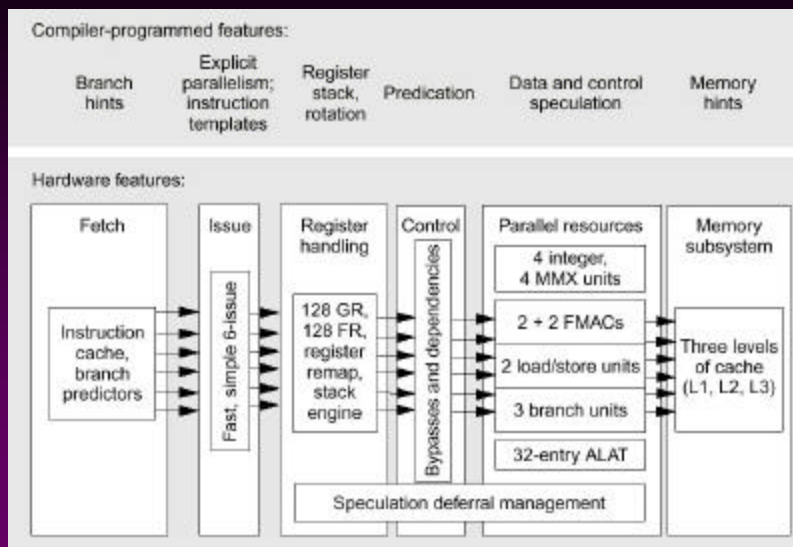 Compiler-programmed features:
Branch
hints
Explicit
parallelism;
instruction
templates
Register
stack,
rotation
Predication
Data and control
speculation
Memory
hints
Hardware features:
Fetch
Instruction
cache,
branch
predictors
Issue
Fast, simple 6-issue
Register
handling
128 GR,
128 FR,
register
remap,
stack
engine
Control
Bypasses and dependencies
Parallel resources
4 integer,
4 MMX units
2 + 2 FMACs
2 load/store units
3 branch units
32-entry ALAT
Speculation deferral management
Memory
subsystem
Three levels
of cache
(L1, L2, L3)